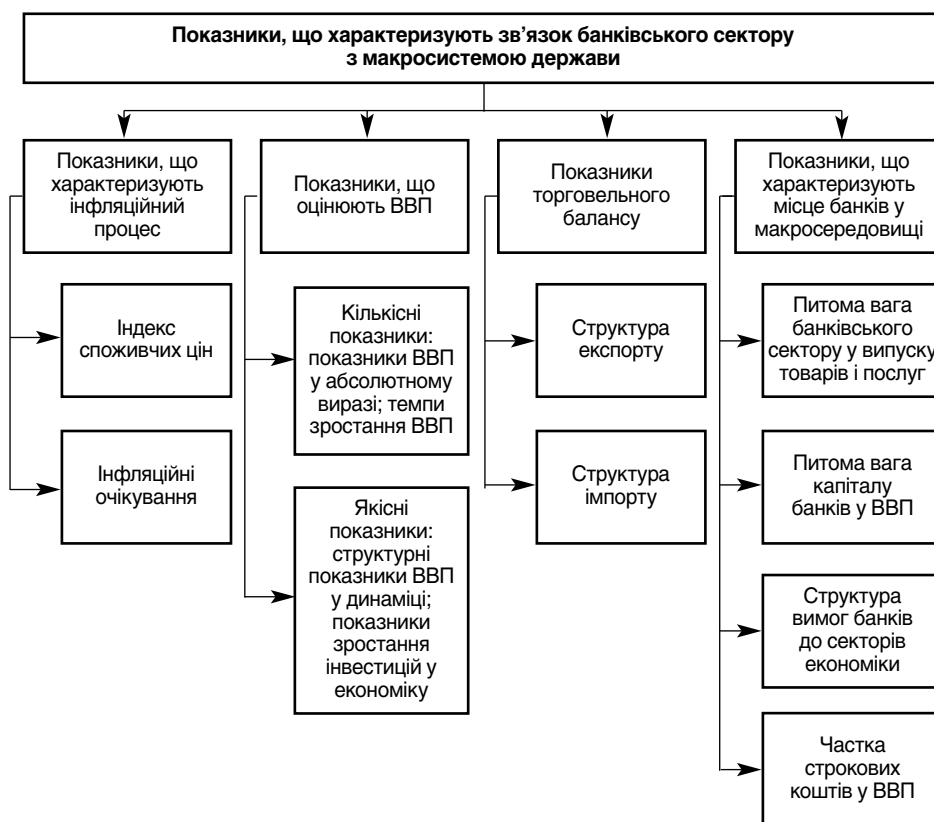 Показники, що характеризують зв’язок банківського сектору
з макросистемою держави
Показники, що
характеризують
інфляційний
процес
Показники, що
оцінюють ВВП
Показники
торговельного
балансу
Показники, що
характеризують
місце банків у
макросередовищі
Індекс
споживчих цін
Інфляційні
очікування
Кількісні
показники:
показники ВВП
у абсолютному
виразі; темпи
зростання ВВП
Якісні
показники:
структурні
показники ВВП
у динаміці;
показники
зростання
інвестицій у
економіку
Структура
експорту
Структура
імпорту
Питома вага
банківського
сектору у випуску
товарів і послуг
Питома вага
капіталу
банків у ВВП
Структура
вимог банків
до секторів
економіки
Частка
строкових
коштів у ВВП